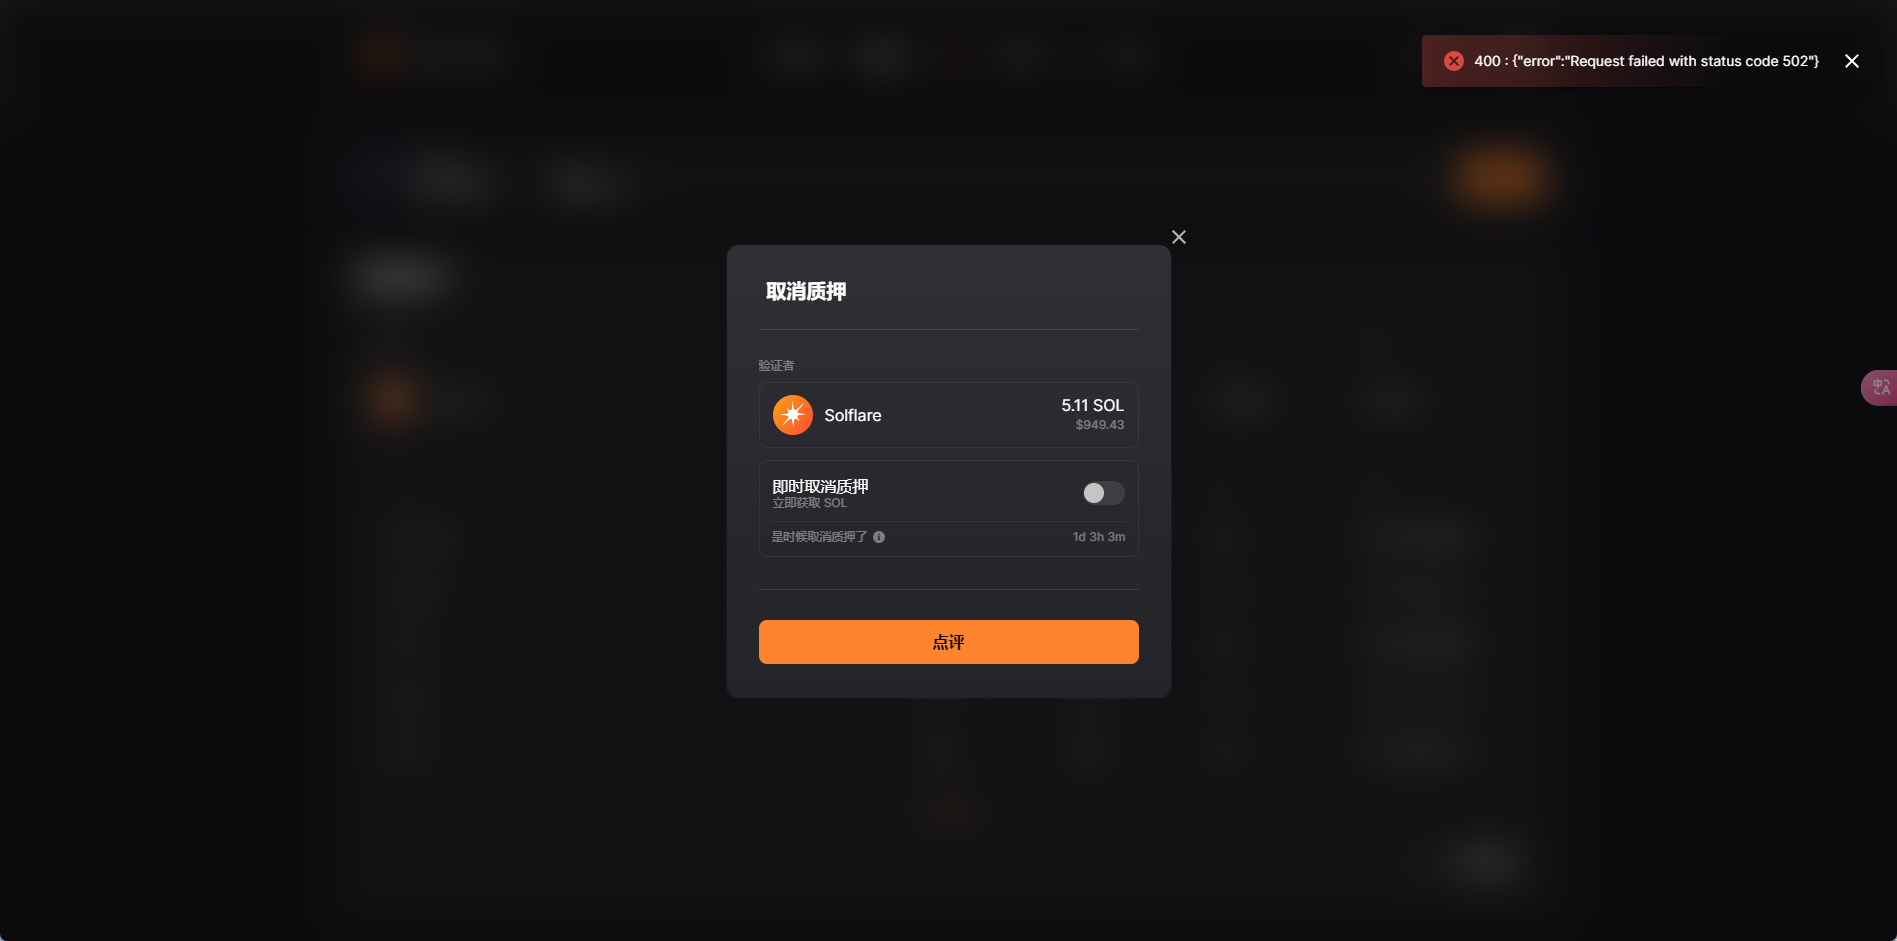 400 : {"error":"Request failed with status code 502"}
取消质押
验证者
Solflare
5.11 SOL
$949.43
即时取消质押
立即获取 SOL
是时候取消质押了
1d 3h 3m
点评